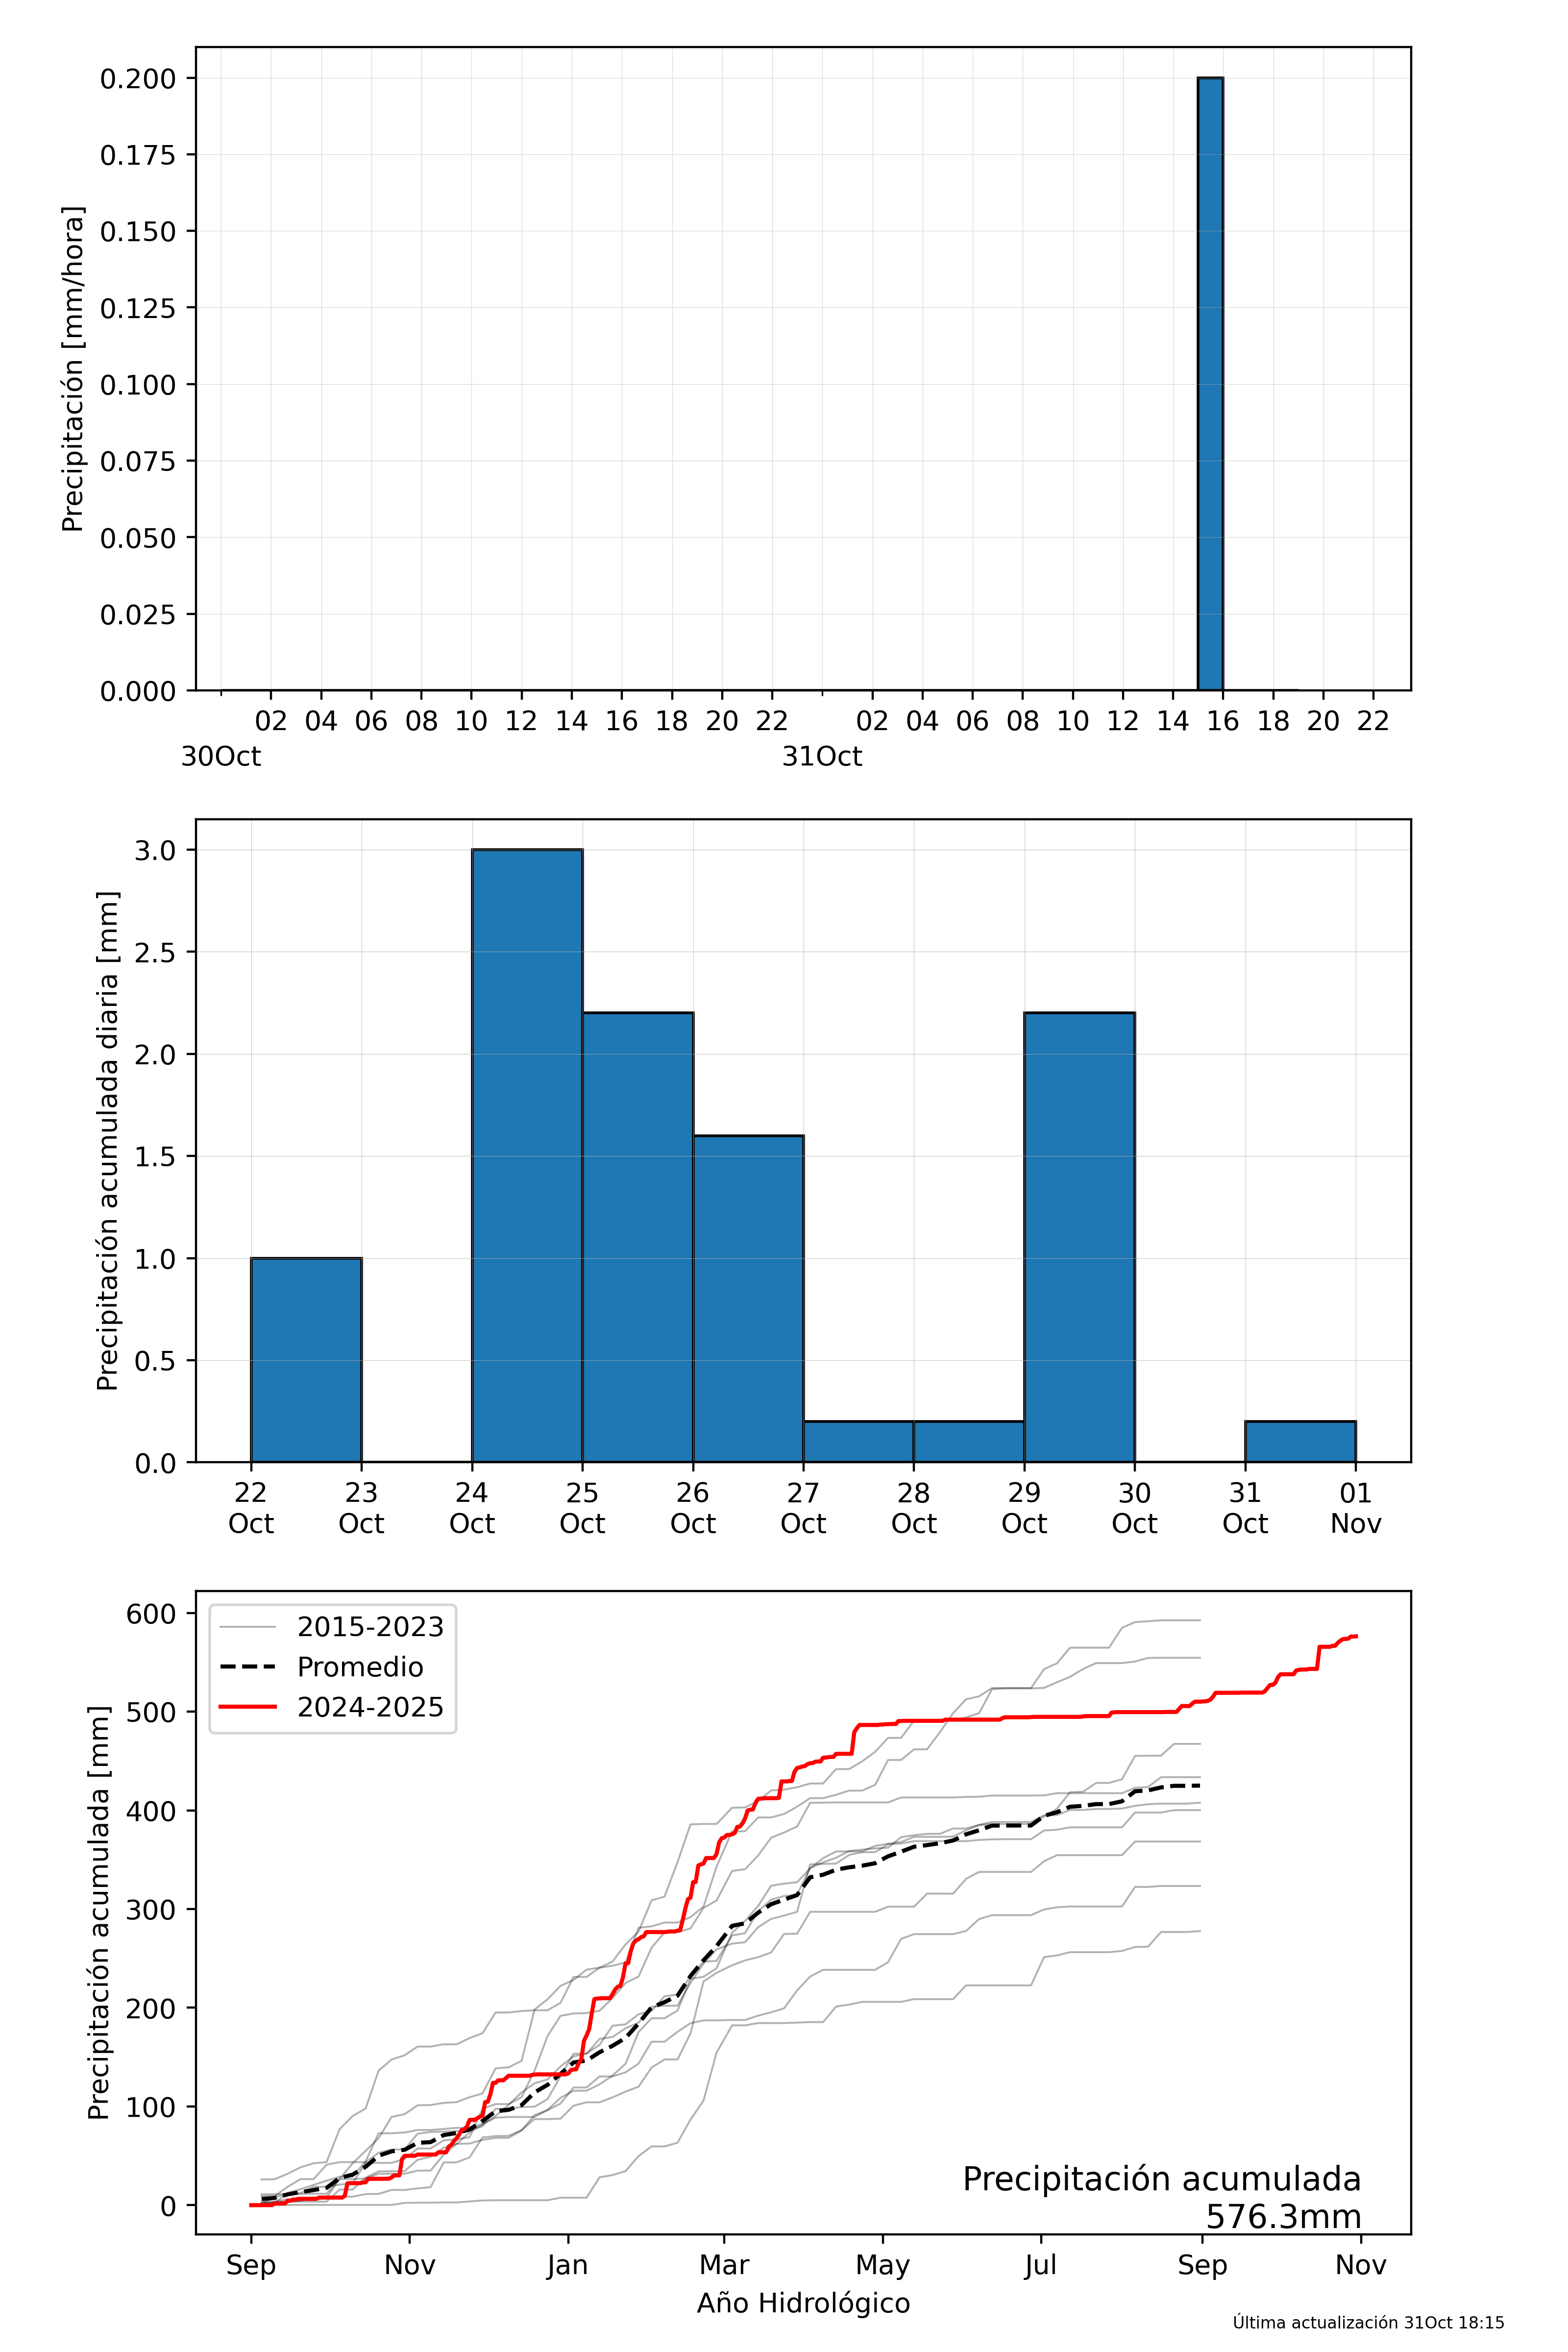 0.200
0.175
0.150
0.125
0.100
0.075
0.050
0.025
0.000
Precipitación [mm/hora]
02 04 06 08 10 12 14 16 18 20 22 02 04 06 08 10 12 14 16 18 20 22
30Oct 31Oct
3.0
2.5
2.0
1.5
1.0
0.5
0.0
Precipitación acumulada diaria [mm]
22 23 24 25 26 27 28 29 30 31 01
Oct Oct Oct Oct Oct Oct Oct Oct Oct Oct Nov
600
500
400
300
200
100
0
Precipitación acumulada [mm]
2015-2023
Promedio
2024-2025
Precipitación acumulada
576.3mm
Sep Nov Jan Mar May Jul Sep Nov
Año Hidrológico
Última actualización 31Oct 18:15